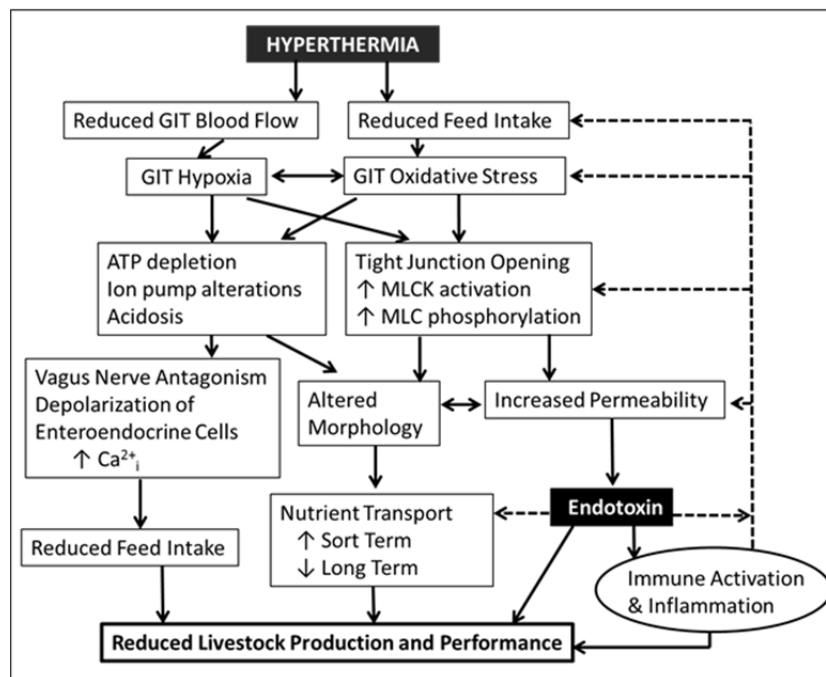 HYPERTHERMIA
Reduced GIT Blood Flow
Reduced Feed Intake
GIT Hypoxia
GIT Oxidative Stress
ATP depletion
Ion pump alterations
Acidosis
Tight Junction Opening
↑ MLCK activation
↑ MLC phosphorylation
Vagus Nerve Antagonism
Depolarization of
Enteroendocrine Cells
↑ Ca²⁺ᵢ
Altered
Morphology
Increased Permeability
Endotoxin
Nutrient Transport
↑ Sort Term
↓ Long Term
Reduced Feed Intake
Immune Activation
& Inflammation
Reduced Livestock Production and Performance